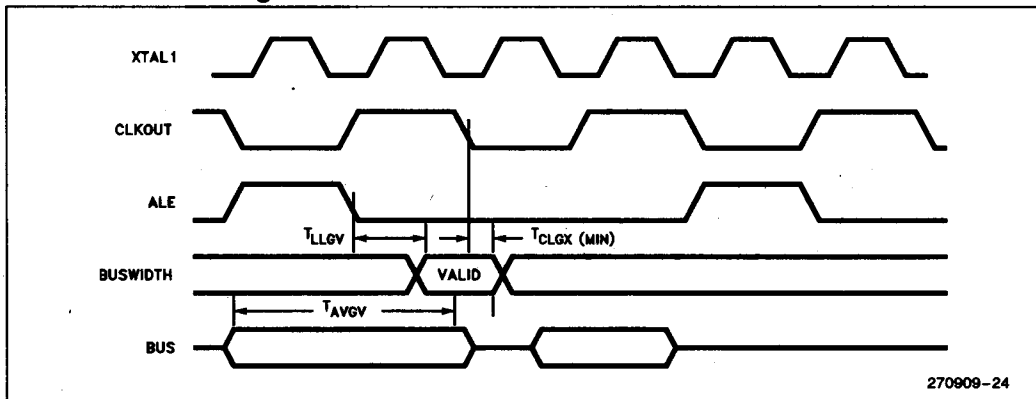 XTAL1
CLKOUT
ALE
TLLGV
TCLGX (MIN)
BUSWIDTH
VALID
TAVGV
BUS
270909-24